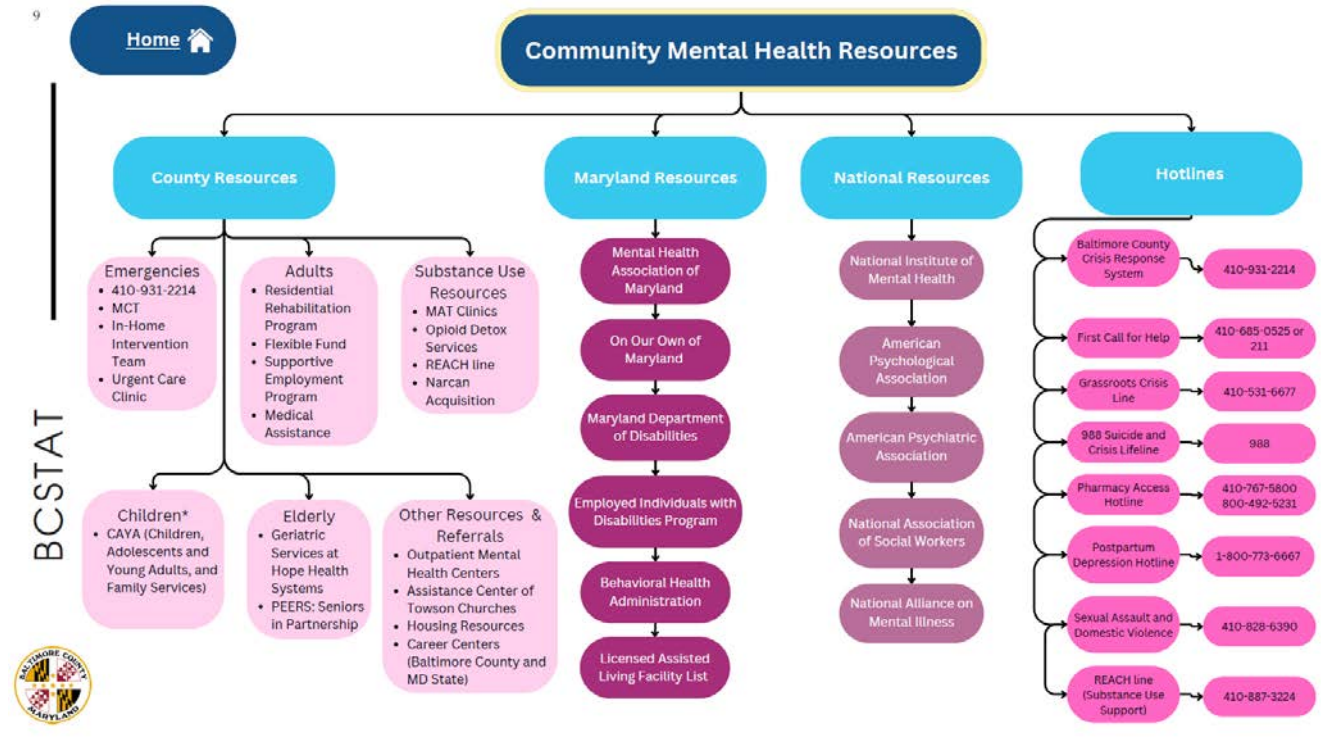 9
Home
Community Mental Health Resources
County Resources
Maryland Resources
National Resources
Hotlines
Emergencies
• 410-931-2214
• MCT
• In-Home
Intervention
Team
• Urgent Care
Clinic
Adults
• Residential
Rehabilitation
Program
• Flexible Fund
• Supportive
Employment
Program
• Medical
Assistance
Substance Use
Resources
• MAT Clinics
• Opioid Detox
Services
• REACH line
• Narcan
Acquisition
Children*
• CAYA (Children,
Adolescents and
Young Adults, and
Family Services)
Elderly
• Geriatric
Services at
Hope Health
Systems
• PEERS: Seniors
in Partnership
Other Resources &
Referrals
• Outpatient Mental
Health Centers
• Assistance Center of
Towson Churches
• Housing Resources
• Career Centers
(Baltimore County and
MD State)
Mental Health
Association of
Maryland
On Our Own of
Maryland
Maryland Department
of Disabilities
Employed Individuals with
Disabilities Program
Behavioral Health
Administration
Licensed Assisted
Living Facility List
National Institute of
Mental Health
American
Psychological
Association
American Psychiatric
Association
National Association
of Social Workers
National Alliance on
Mental Illness
Baltimore County
Crisis Response
System
410-931-2214
First Call for Help
410-685-0525 or
211
Grassroots Crisis
Line
410-531-6677
988 Suicide and
Crisis Lifeline
988
Pharmacy Access
Hotline
410-767-5800
800-492-5231
Postpartum
Depression Hotline
1-800-773-6667
Sexual Assault and
Domestic Violence
410-828-6390
REACH line
(Substance Use
Support)
410-887-3224
BCSTAT
BALTIMORE COUNTY
MARYLAND